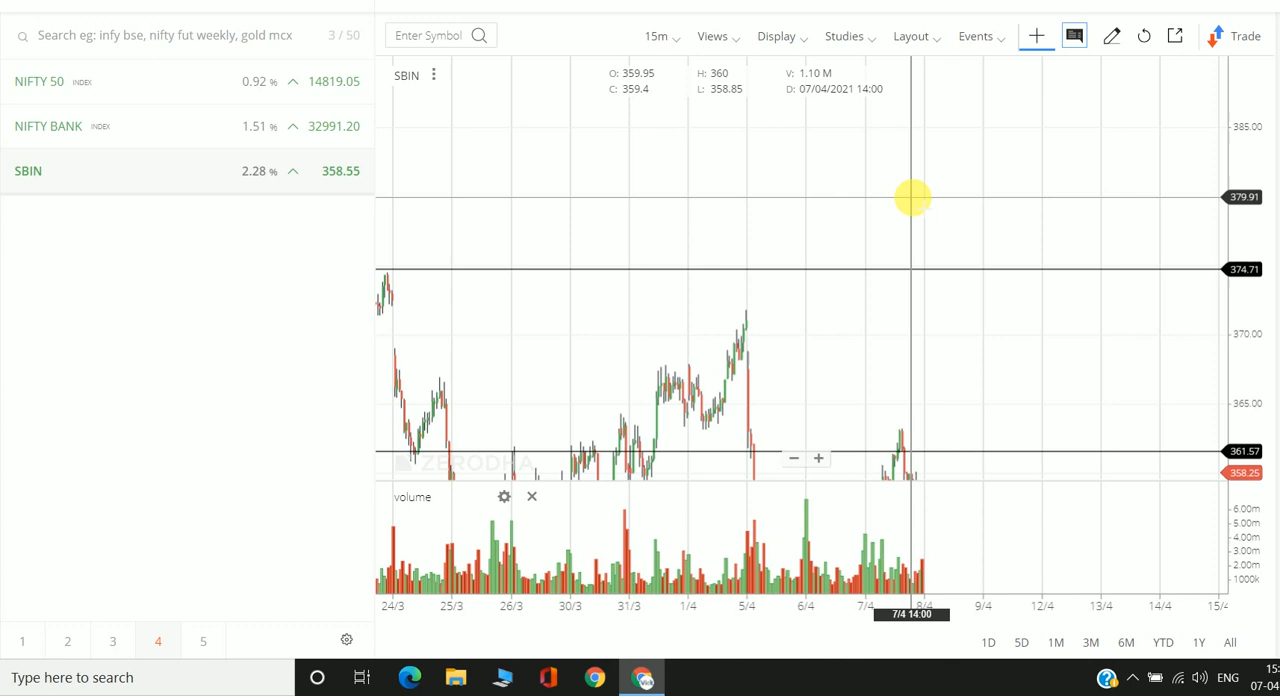 Search eg: infy bse, nifty fut weekly, gold mcx 3 / 50
NIFTY 50 INDEX 0.92 % 14819.05
NIFTY BANK INDEX 1.51 % 32991.20
SBIN 2.28 % 358.55
1 2 3 4 5
Enter Symbol 15m Views Display Studies Layout Events Trade
SBIN O: 359.95 H: 360 V: 1.10 M
C: 359.4 L: 358.85 D: 07/04/2021 14:00
385.00
379.91
374.71
370.00
365.00
361.57
358.25
ZERODHA
− +
volume
6.00m
5.00m
4.00m
3.00m
2.00m
1000k
24/3 25/3 26/3 30/3 31/3 1/4 5/4 6/4 7/4 8/4 9/4 12/4 13/4 14/4 15/4
7/4 14:00
1D 5D 1M 3M 6M YTD 1Y All
Type here to search ENG 15:
07-04